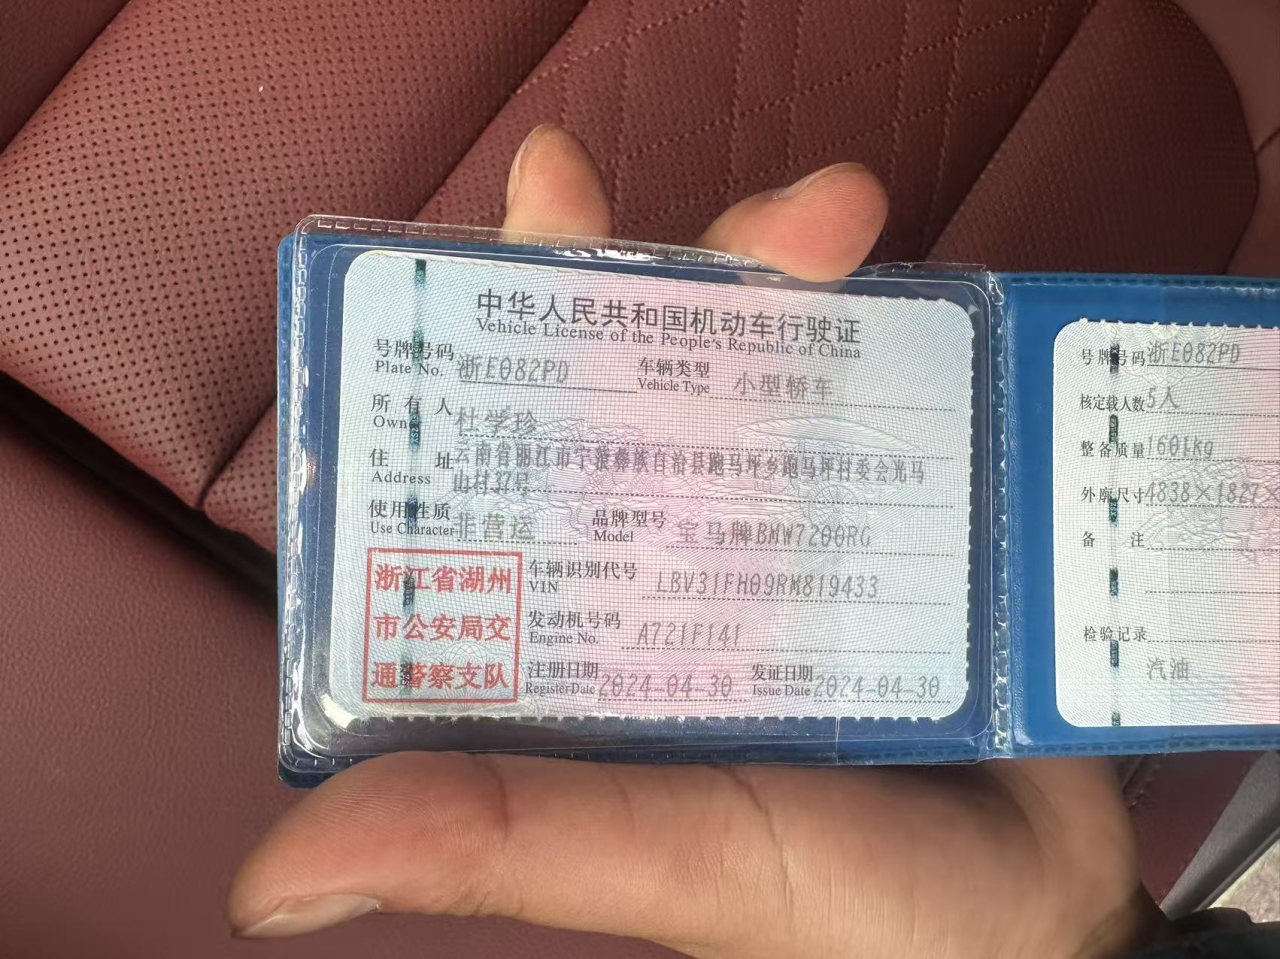 中华人民共和国机动车行驶证
Vehicle License of the People's Republic of China
号牌号码 浙E082PD 车辆类型 小型轿车
Plate No. Vehicle Type
所有人 杜学珍
Owner
住址 云南省丽江市宁蒗彝族自治县跑马坪乡跑马坪村委会光马
Address 山村37号
使用性质 非营运 品牌型号 宝马牌BMW7200RG
Use Character Model
浙江省湖州
市公安局交
通警察支队
车辆识别代号 LBV31FH09RM819433
VIN
发动机号码 A721F141
Engine No.
注册日期 2024-04-30 发证日期 2024-04-30
Register Date Issue Date
号牌号码 浙E082PD
核定载人数 5人
整备质量 1601kg
外廓尺寸 4838×1827×
备注
检验记录
汽油